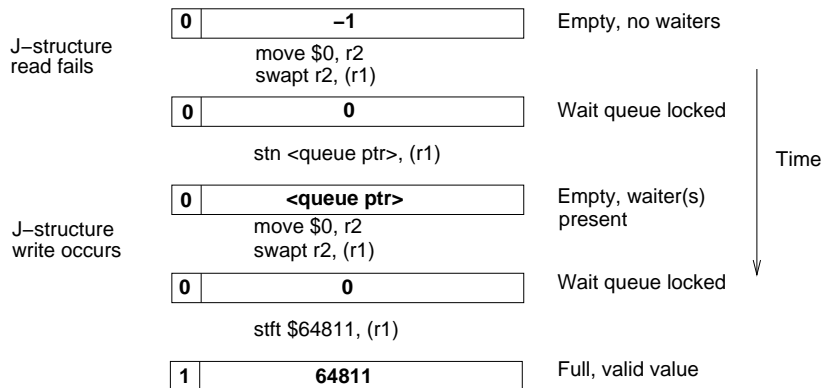 0 −1 Empty, no waiters
J−structure
read fails
move $0, r2
swapt r2, (r1)
0 0 Wait queue locked
stn <queue ptr>, (r1)
Time
0 <queue ptr> Empty, waiter(s)
present
J−structure
write occurs
move $0, r2
swapt r2, (r1)
0 0 Wait queue locked
stft $64811, (r1)
1 64811 Full, valid value